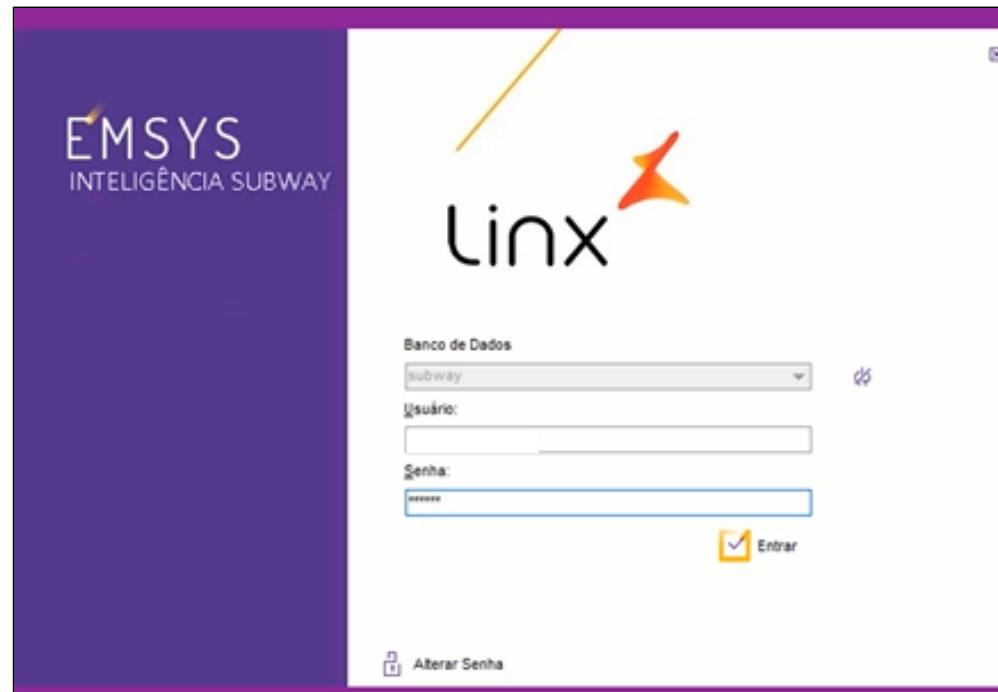 EMSYS
INTELIGÊNCIA SUBWAY
Linx
Banco de Dados
subway
Usuário:
Senha:
******
Entrar
Alterar Senha